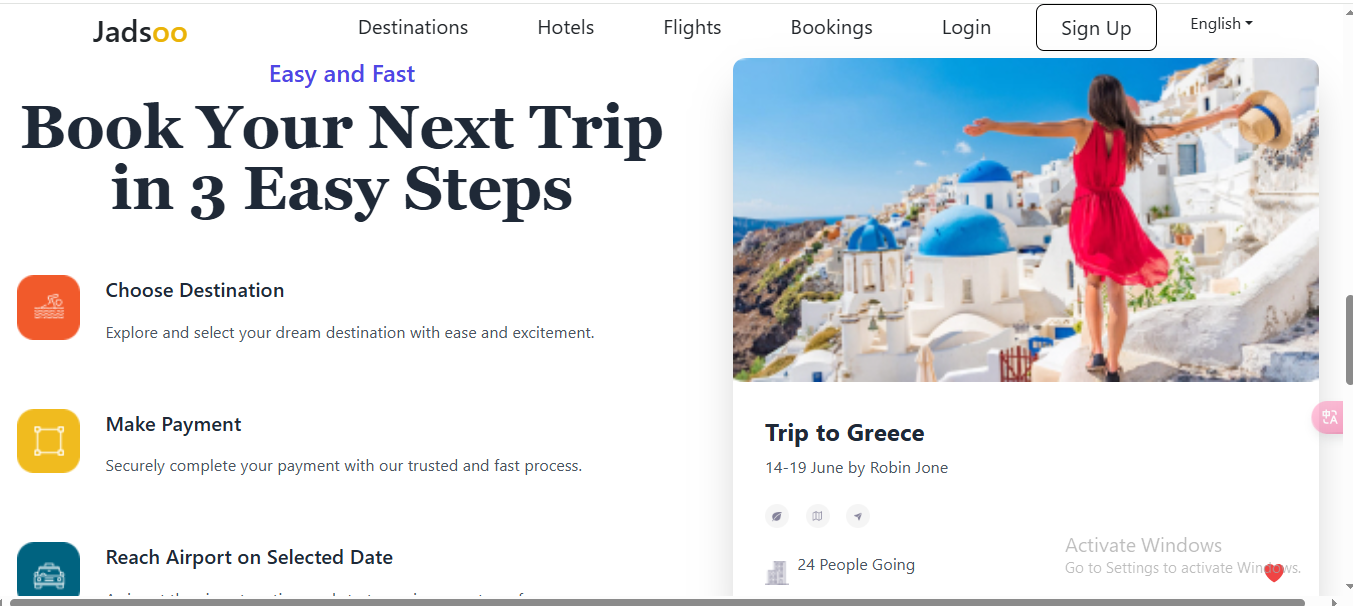 Jadsoo
Destinations
Hotels
Flights
Bookings
Login
Sign Up
English
Easy and Fast
Book Your Next Trip
in 3 Easy Steps
Choose Destination
Explore and select your dream destination with ease and excitement.
Make Payment
Securely complete your payment with our trusted and fast process.
Reach Airport on Selected Date
Trip to Greece
14-19 June by Robin Jone
24 People Going
Activate Windows
Go to Settings to activate Windows.
中文A